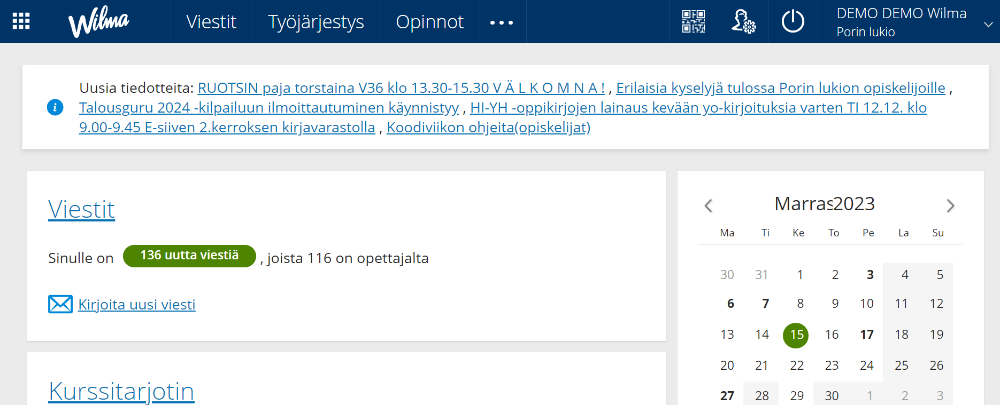 Wilma Viestit Työjärjestys Opinnot DEMO DEMO Wilma
Porin lukio
Uusia tiedotteita: RUOTSIN paja torstaina V36 klo 13.30-15.30 V Ä L K O M N A ! , Erilaisia kyselyjä tulossa Porin lukion opiskelijoille ,
Talousguru 2024 -kilpailuun ilmoittautuminen käynnistyy , HI-YH -oppikirjojen lainaus kevään yo-kirjoituksia varten TI 12.12. klo
9.00-9.45 E-siiven 2.kerroksen kirjavarastolla , Koodiviikon ohjeita(opiskelijat)
Viestit
Sinulle on 136 uutta viestiä , joista 116 on opettajalta
Kirjoita uusi viesti
Kurssitarjotin
Marras2023
Ma Ti Ke To Pe La Su
30 31 1 2 3 4 5
6 7 8 9 10 11 12
13 14 15 16 17 18 19
20 21 22 23 24 25 26
27 28 29 30 1 2 3